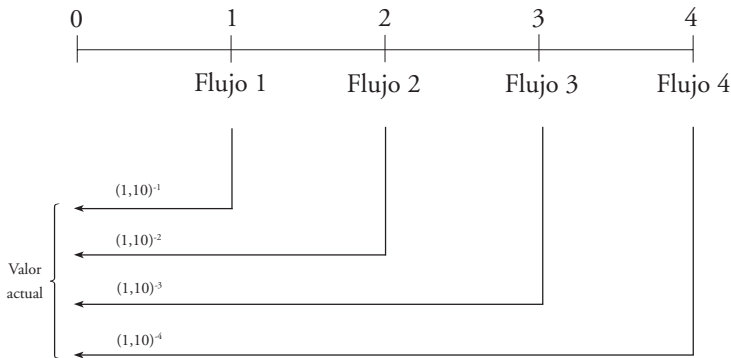 0 1 2 3 4
Flujo 1 Flujo 2 Flujo 3 Flujo 4
(1,10)⁻¹
(1,10)⁻²
(1,10)⁻³
(1,10)⁻⁴
Valor
actual